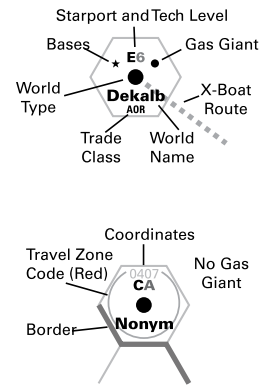 Starport and Tech Level
Bases
E6
Gas Giant
World
Type
Dekalb
AOR
X-Boat
Route
Trade
Class
World
Name
Coordinates
Travel Zone
Code (Red)
0407
No Gas
Giant
CA
Nonym
Border